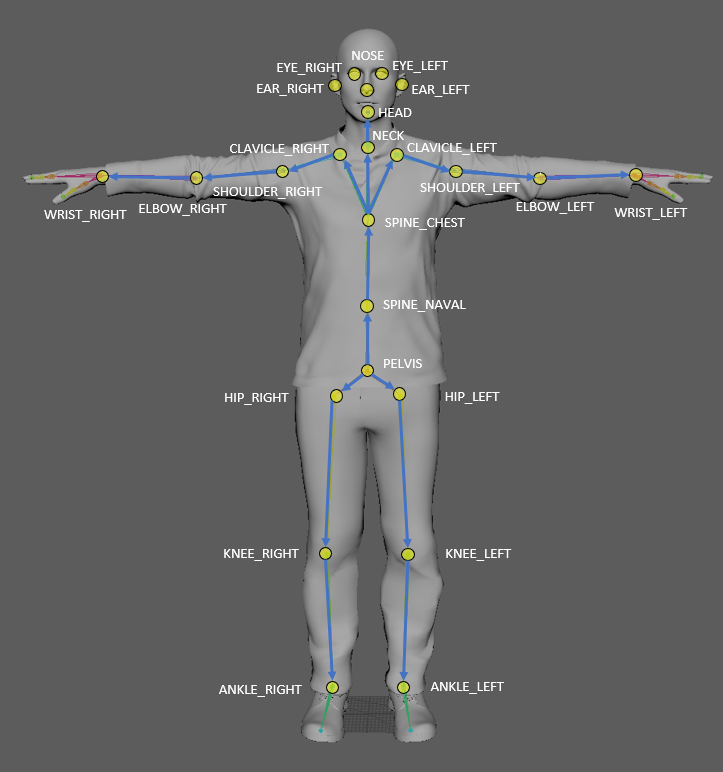 NOSE
EYE_RIGHT
EYE_LEFT
EAR_RIGHT
EAR_LEFT
HEAD
NECK
CLAVICLE_RIGHT
CLAVICLE_LEFT
SHOULDER_RIGHT
SHOULDER_LEFT
ELBOW_RIGHT
ELBOW_LEFT
WRIST_RIGHT
WRIST_LEFT
SPINE_CHEST
SPINE_NAVAL
PELVIS
HIP_RIGHT
HIP_LEFT
KNEE_RIGHT
KNEE_LEFT
ANKLE_RIGHT
ANKLE_LEFT